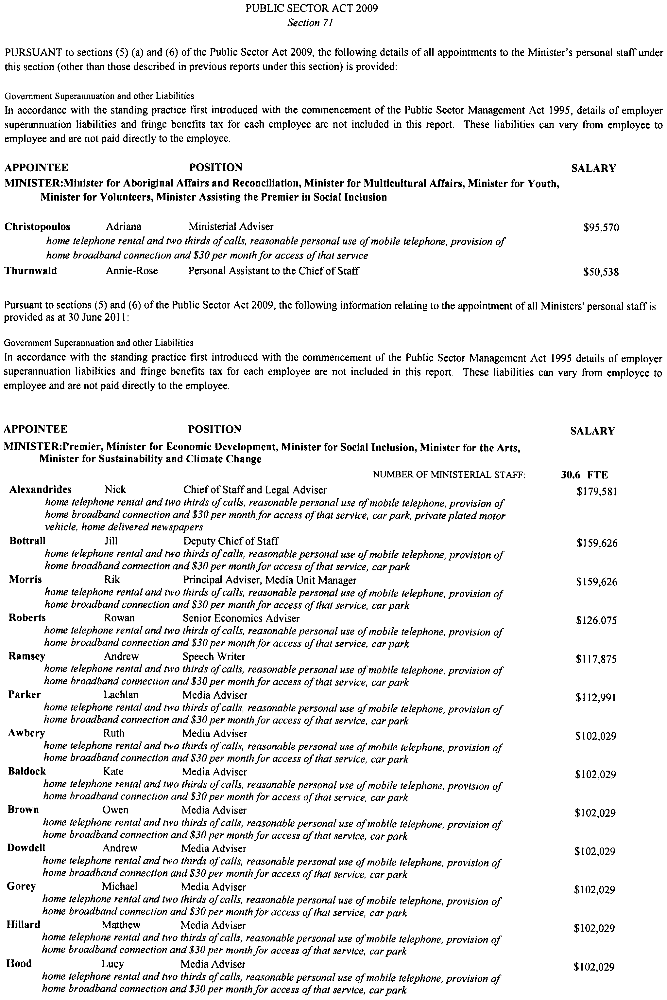 PUBLIC SECTOR ACT 2009
Section 71
PURSUANT to sections (5) (a) and (6) of the Public Sector Act 2009, the following details of all appointments to the Minister's personal staff under
this section (other than those described in previous reports under this section) is provided:
Government Superannuation and other Liabilities
In accordance with the standing practice first introduced with the commencement of the Public Sector Management Act 1995, details of employer
superannuation liabilities and fringe benefits tax for each employee are not included in this report. These liabilities can vary from employee to
employee and are not paid directly to the employee.
APPOINTEE POSITION SALARY
MINISTER:Minister for Aboriginal Affairs and Reconciliation, Minister for Multicultural Affairs, Minister for Youth,
Minister for Volunteers, Minister Assisting the Premier in Social Inclusion
Christopoulos Adriana Ministerial Adviser $95,570
home telephone rental and two thirds of calls, reasonable personal use of mobile telephone, provision of
home broadband connection and $30 per month for access of that service
Thurnwald Annie-Rose Personal Assistant to the Chief of Staff $50,538
Pursuant to sections (5) and (6) of the Public Sector Act 2009, the following information relating to the appointment of all Ministers' personal staff is
provided as at 30 June 2011:
Government Superannuation and other Liabilities
In accordance with the standing practice first introduced with the commencement of the Public Sector Management Act 1995 details of employer
superannuation liabilities and fringe benefits tax for each employee are not included in this report. These liabilities can vary from employee to
employee and are not paid directly to the employee.
APPOINTEE POSITION SALARY
MINISTER:Premier, Minister for Economic Development, Minister for Social Inclusion, Minister for the Arts,
Minister for Sustainability and Climate Change
NUMBER OF MINISTERIAL STAFF: 30.6 FTE
Alexandrides Nick Chief of Staff and Legal Adviser $179,581
home telephone rental and two thirds of calls, reasonable personal use of mobile telephone, provision of
home broadband connection and $30 per month for access of that service, car park, private plated motor
vehicle, home delivered newspapers
Bottrall Jill Deputy Chief of Staff $159,626
home telephone rental and two thirds of calls, reasonable personal use of mobile telephone, provision of
home broadband connection and $30 per month for access of that service, car park
Morris Rik Principal Adviser, Media Unit Manager $159,626
home telephone rental and two thirds of calls, reasonable personal use of mobile telephone, provision of
home broadband connection and $30 per month for access of that service, car park
Roberts Rowan Senior Economics Adviser $126,075
home telephone rental and two thirds of calls, reasonable personal use of mobile telephone, provision of
home broadband connection and $30 per month for access of that service, car park
Ramsey Andrew Speech Writer $117,875
home telephone rental and two thirds of calls, reasonable personal use of mobile telephone, provision of
home broadband connection and $30 per month for access of that service, car park
Parker Lachlan Media Adviser $112,991
home telephone rental and two thirds of calls, reasonable personal use of mobile telephone, provision of
home broadband connection and $30 per month for access of that service, car park
Awbery Ruth Media Adviser $102,029
home telephone rental and two thirds of calls, reasonable personal use of mobile telephone, provision of
home broadband connection and $30 per month for access of that service, car park
Baldock Kate Media Adviser $102,029
home telephone rental and two thirds of calls, reasonable personal use of mobile telephone, provision of
home broadband connection and $30 per month for access of that service, car park
Brown Owen Media Adviser $102,029
home telephone rental and two thirds of calls, reasonable personal use of mobile telephone, provision of
home broadband connection and $30 per month for access of that service, car park
Dowdell Andrew Media Adviser $102,029
home telephone rental and two thirds of calls, reasonable personal use of mobile telephone, provision of
home broadband connection and $30 per month for access of that service, car park
Gorey Michael Media Adviser $102,029
home telephone rental and two thirds of calls, reasonable personal use of mobile telephone, provision of
home broadband connection and $30 per month for access of that service, car park
Hillard Matthew Media Adviser $102,029
home telephone rental and two thirds of calls, reasonable personal use of mobile telephone, provision of
home broadband connection and $30 per month for access of that service, car park
Hood Lucy Media Adviser $102,029
home telephone rental and two thirds of calls, reasonable personal use of mobile telephone, provision of
home broadband connection and $30 per month for access of that service, car park